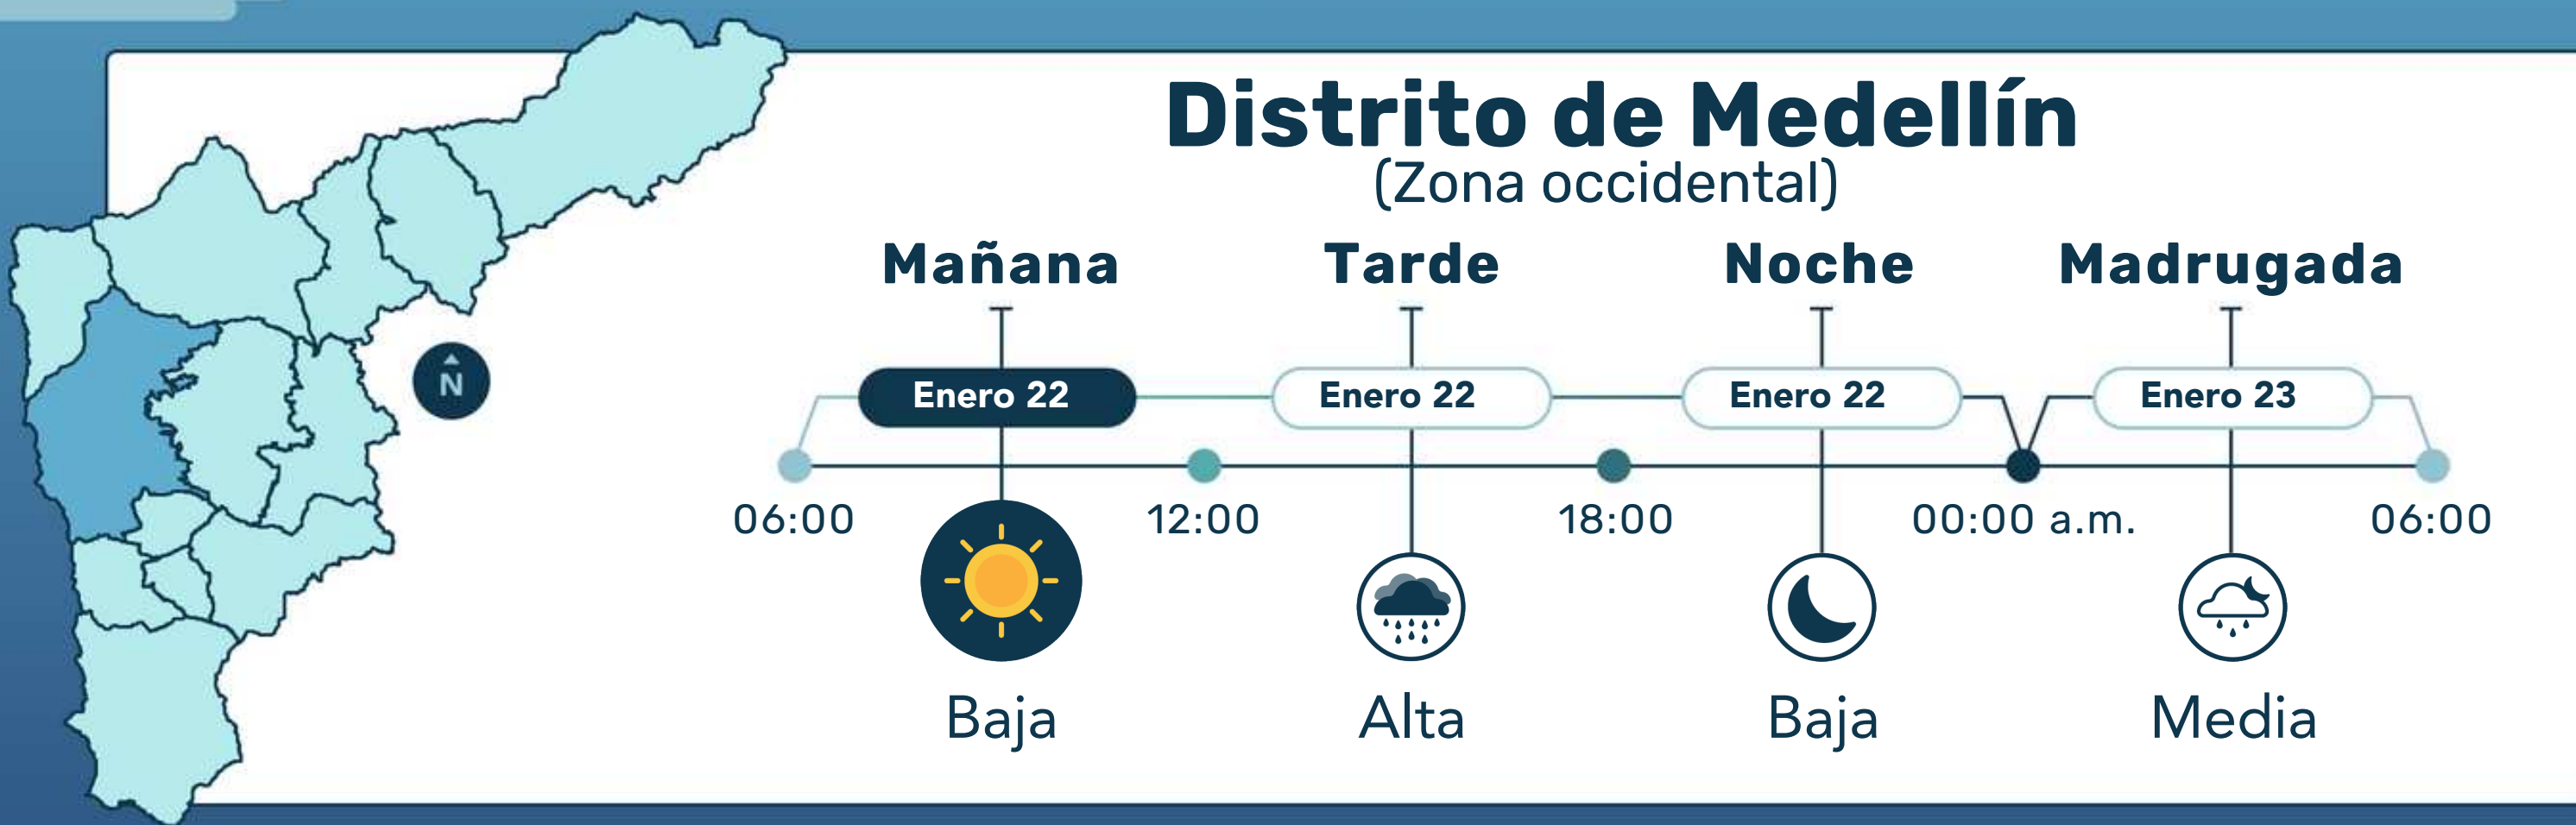 Distrito de Medellín
(Zona occidental)
Mañana Tarde Noche Madrugada
N
Enero 22 Enero 22 Enero 22 Enero 23
06:00 12:00 18:00 00:00 a.m. 06:00
Baja Alta Baja Media